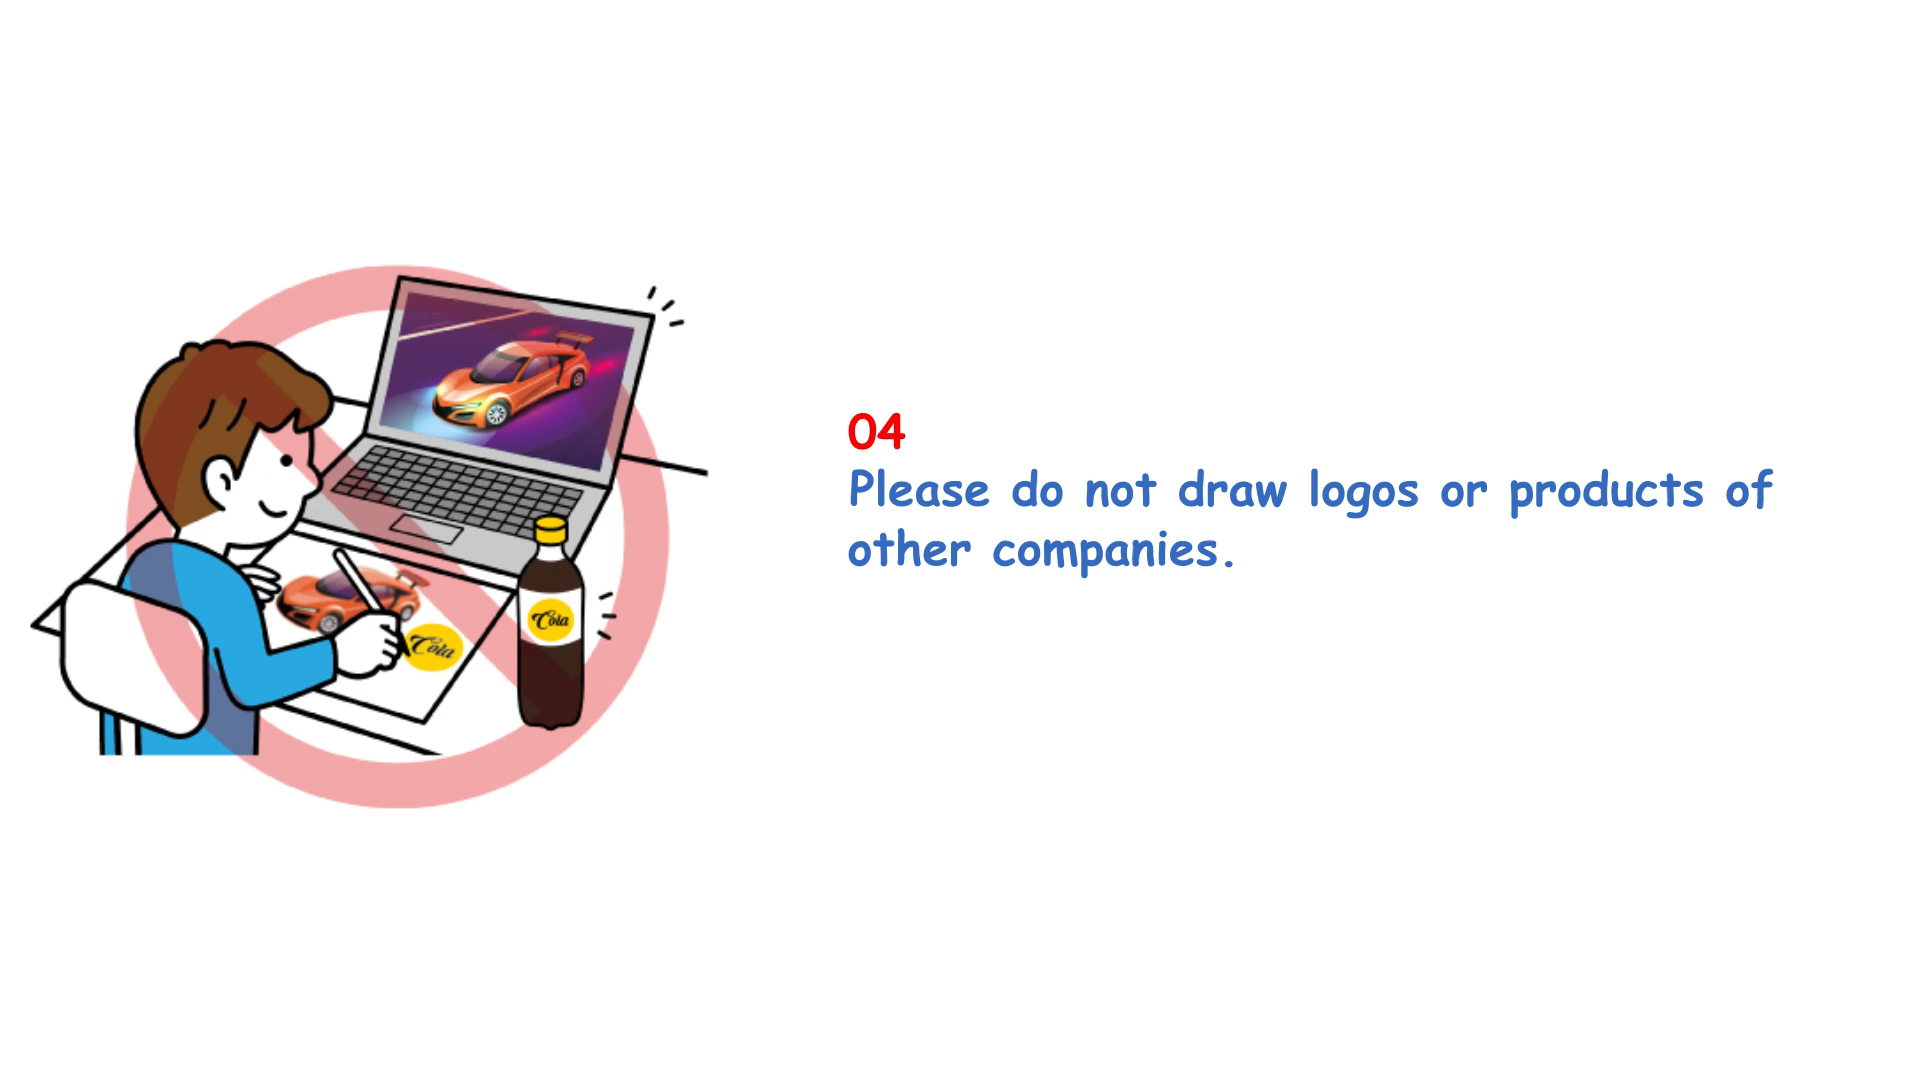 04
Please do not draw logos or products of
other companies.
Cola
Cola